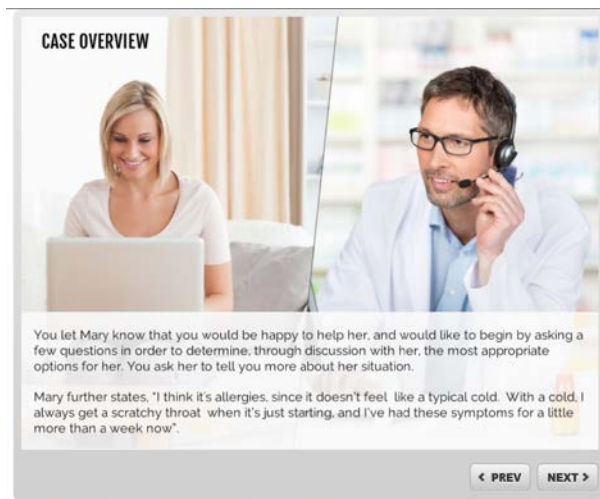 CASE OVERVIEW
You let Mary know that you would be happy to help her, and would like to begin by asking a
few questions in order to determine, through discussion with her, the most appropriate
options for her. You ask her to tell you more about her situation.
Mary further states, "I think it's allergies, since it doesn't feel like a typical cold. With a cold, I
always get a scratchy throat when it's just starting, and I've had these symptoms for a little
more than a week now".
< PREV
NEXT >